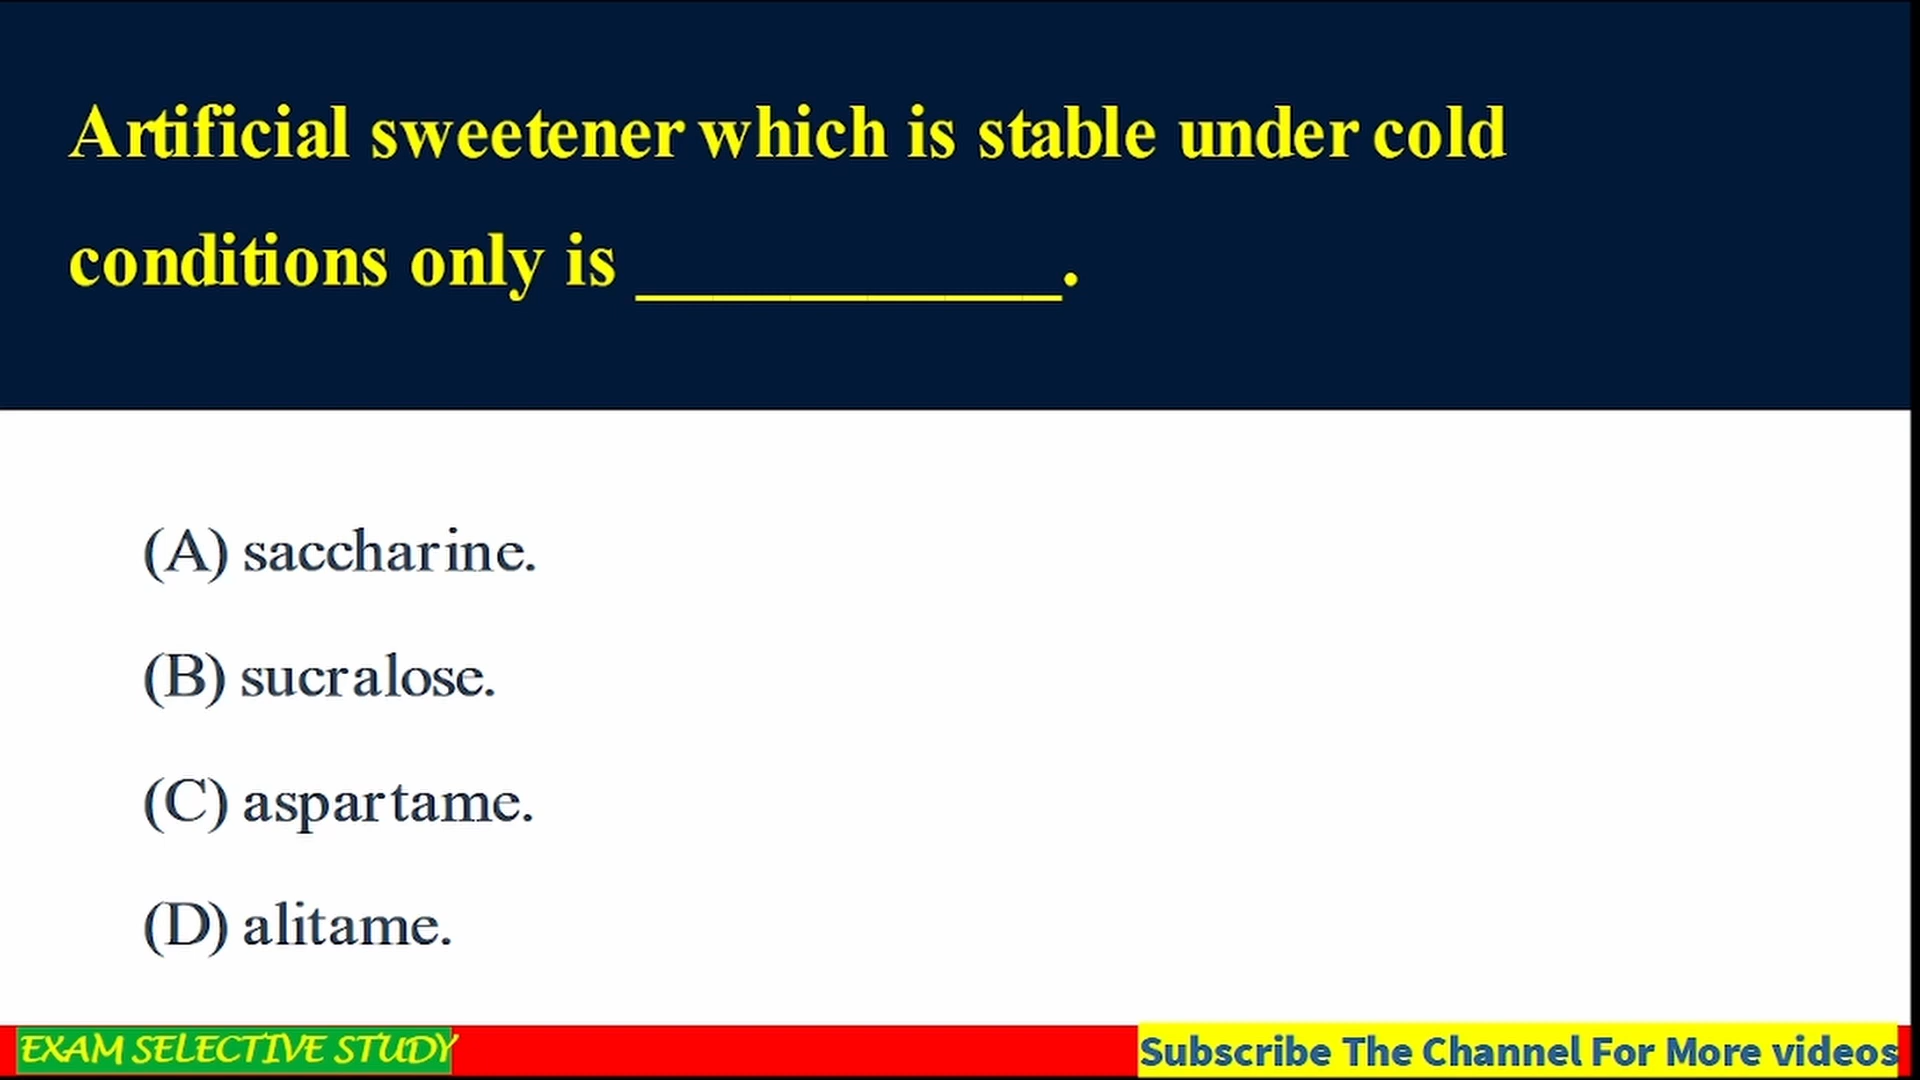 Artificial sweetener which is stable under cold
conditions only is ___________.
(A) saccharine.
(B) sucralose.
(C) aspartame.
(D) alitame.
EXAM SELECTIVE STUDY
Subscribe The Channel For More videos